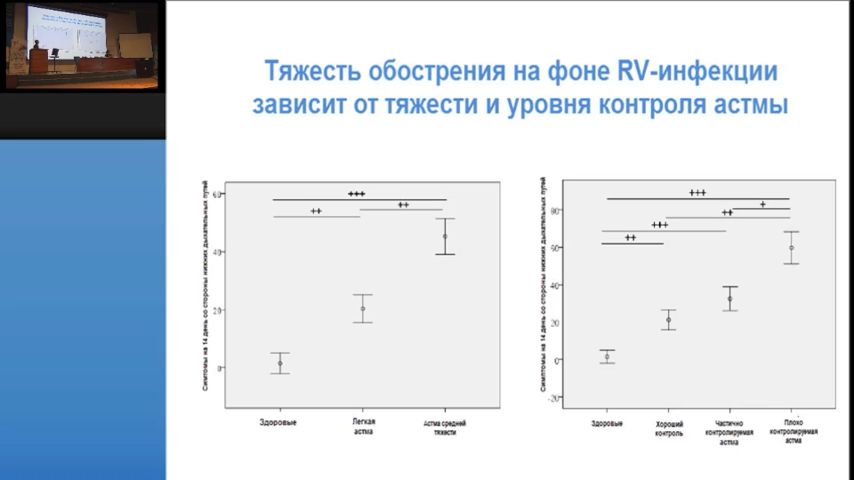 Тяжесть обострения на фоне RV-инфекции
зависит от тяжести и уровня контроля астмы
Симптомы на 14 день со стороны нижних дыхательных путей
60
40
20
0
+++
++
++
Здоровые
Легкая
астма
Астма средней
тяжести
Симптомы на 14 день со стороны нижних дыхательных путей
80
60
40
20
0
-20
+++
+
++
+++
++
Здоровые
Хороший
контроль
Частично
контролируемая
астма
Плохо
контролируемая
астма